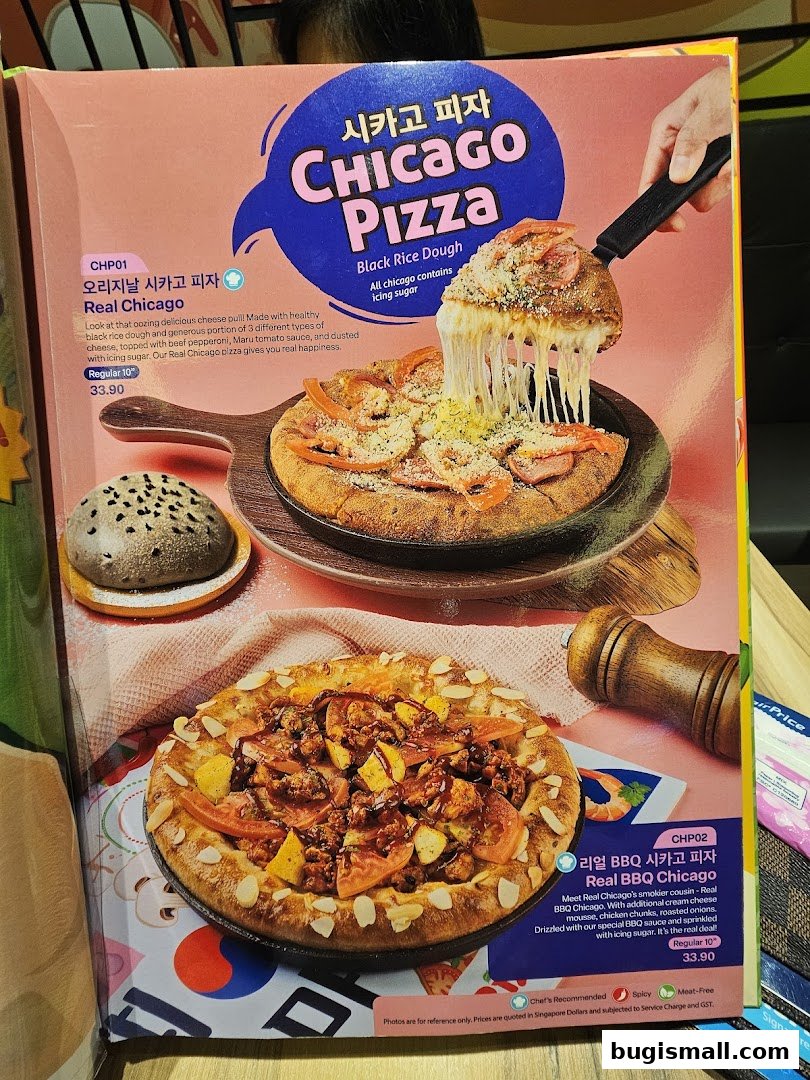 시카고 피자
Chicago
Pizza
Black Rice Dough
All chicago contains
icing sugar
CHP01
오리지날 시카고 피자
Real Chicago
Look at that oozing delicious cheese pull! Made with healthy
black rice dough and generous portion of 3 different types of
cheese, topped with beef pepperoni, Maru tomato sauce, and dusted
with icing sugar. Our Real Chicago pizza gives you real happiness.
Regular 10"
33.90
CHP02
리얼 BBQ 시카고 피자
Real BBQ Chicago
Meet Real Chicago's smokier cousin - Real
BBQ Chicago. With additional cream cheese
mousse, chicken chunks, roasted onions.
Drizzled with our special BBQ sauce and sprinkled
with icing sugar. It's the real deal!
Regular 10"
33.90
Chef's Recommended
Spicy
Meat-Free
Photos are for reference only. Prices are quoted in Singapore Dollars and subjected to Service Charge and GST.
bugismall.com